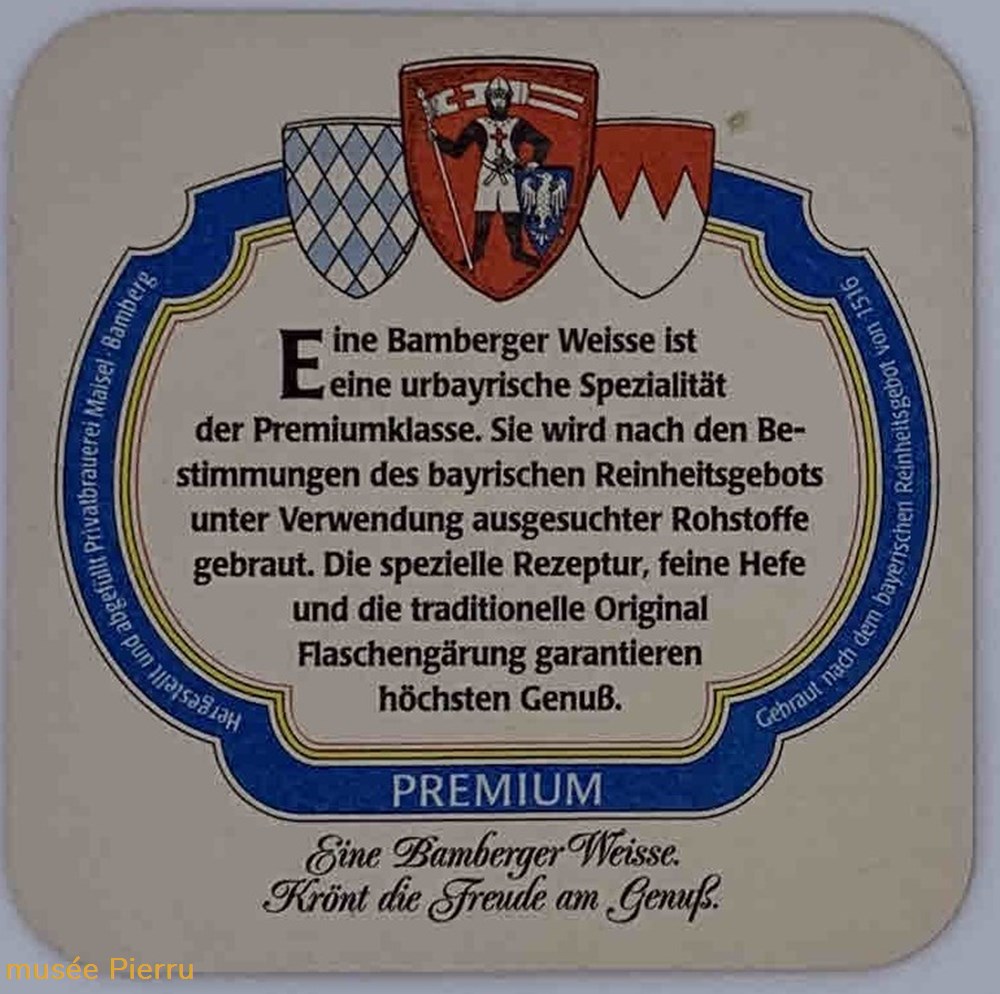 Eine Bamberger Weisse ist
eine urbayrische Spezialität
der Premiumklasse. Sie wird nach den Be-
stimmungen des bayrischen Reinheitsgebots
unter Verwendung ausgesuchter Rohstoffe
gebraut. Die spezielle Rezeptur, feine Hefe
und die traditionelle Original
Flaschengärung garantieren
höchsten Genuß.
Hergestellt und abgefüllt Privatbrauerei Maisel · Bamberg
Gebraut nach dem bayerischen Reinheitsgebot von 1516
PREMIUM
Eine Bamberger Weisse.
Krönt die Freude am Genuß.
musée Pierru